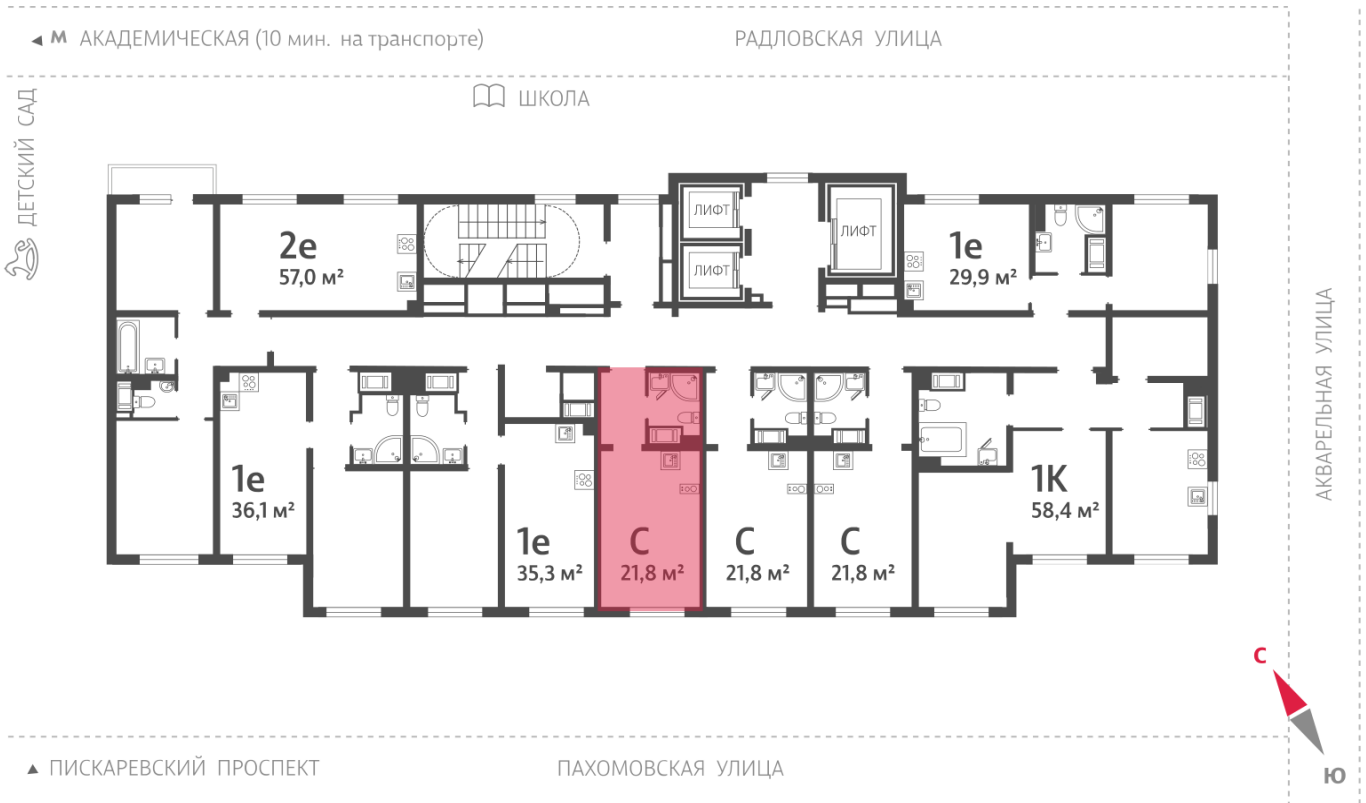 М АКАДЕМИЧЕСКАЯ (10 мин. на транспорте)
РАДЛОВСКАЯ УЛИЦА
ШКОЛА
ДЕТСКИЙ САД
2е
57,0 м²
ЛИФТ
ЛИФТ
ЛИФТ
1е
29,9 м²
АКВАРЕЛЬНАЯ УЛИЦА
1е
36,1 м²
1е
35,3 м²
С
21,8 м²
С
21,8 м²
С
21,8 м²
1К
58,4 м²
С
Ю
ПИСКАРЕВСКИЙ ПРОСПЕКТ
ПАХОМОВСКАЯ УЛИЦА